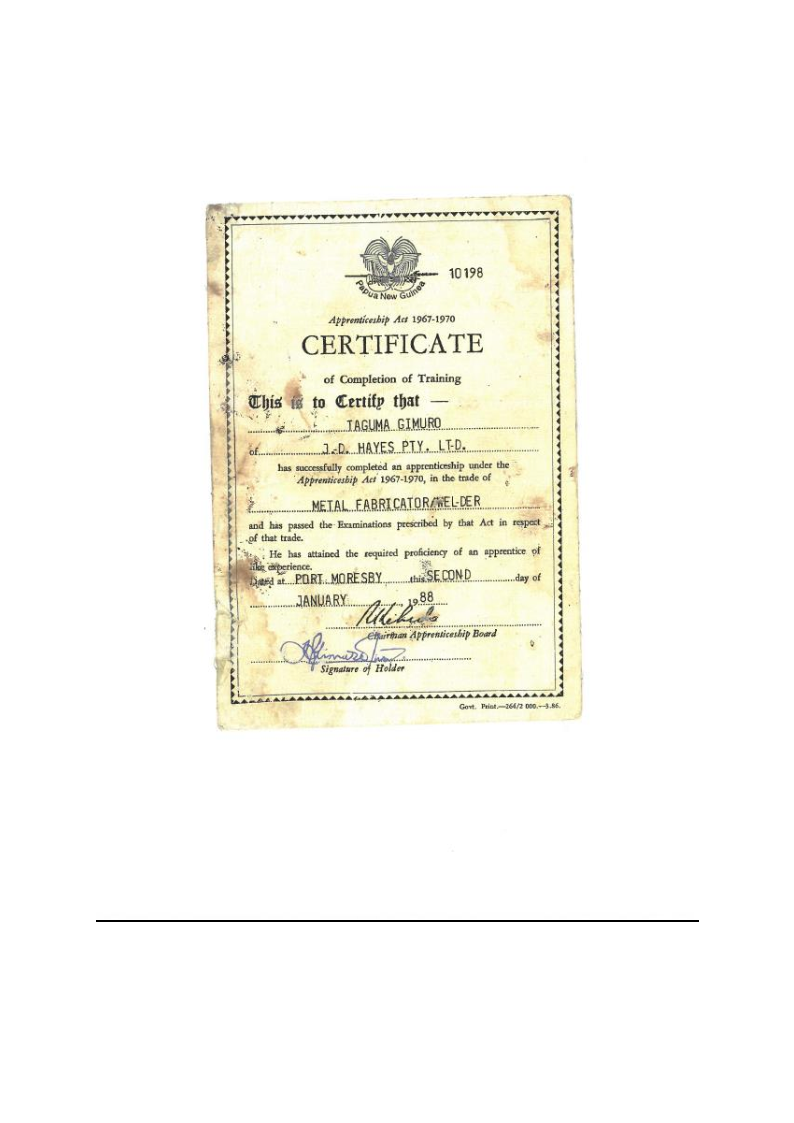 10198
Papua New Guinea
Apprenticeship Act 1967-1970
CERTIFICATE
of Completion of Training
This is to Certify that —
TAGUMA GIMURO
of J.D. HAYES PTY. LTD.
has successfully completed an apprenticeship under the
Apprenticeship Act 1967-1970, in the trade of
METAL FABRICATOR/WELDER
and has passed the Examinations prescribed by that Act in respect
of that trade.
He has attained the required proficiency of an apprentice of
like experience.
Dated at PORT MORESBY this SECOND day of
JANUARY 1988
Chairman Apprenticeship Board
Signature of Holder
Govt. Print.—264/2 000.—3.86.